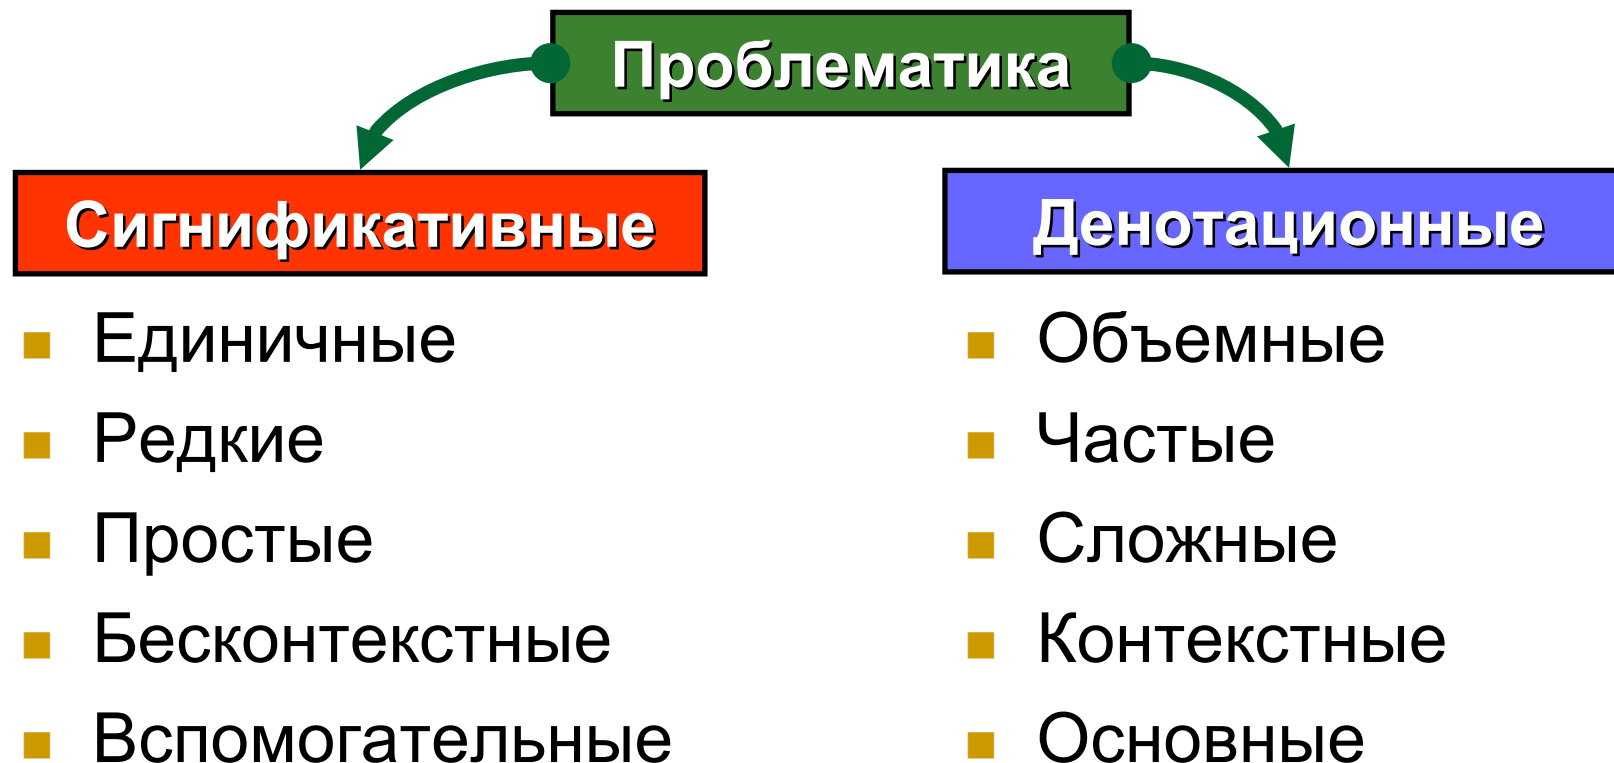 Проблематика
Сигнификативные
Единичные
Редкие
Простые
Бесконтекстные
Вспомогательные
Денотационные
Объемные
Частые
Сложные
Контекстные
Основные